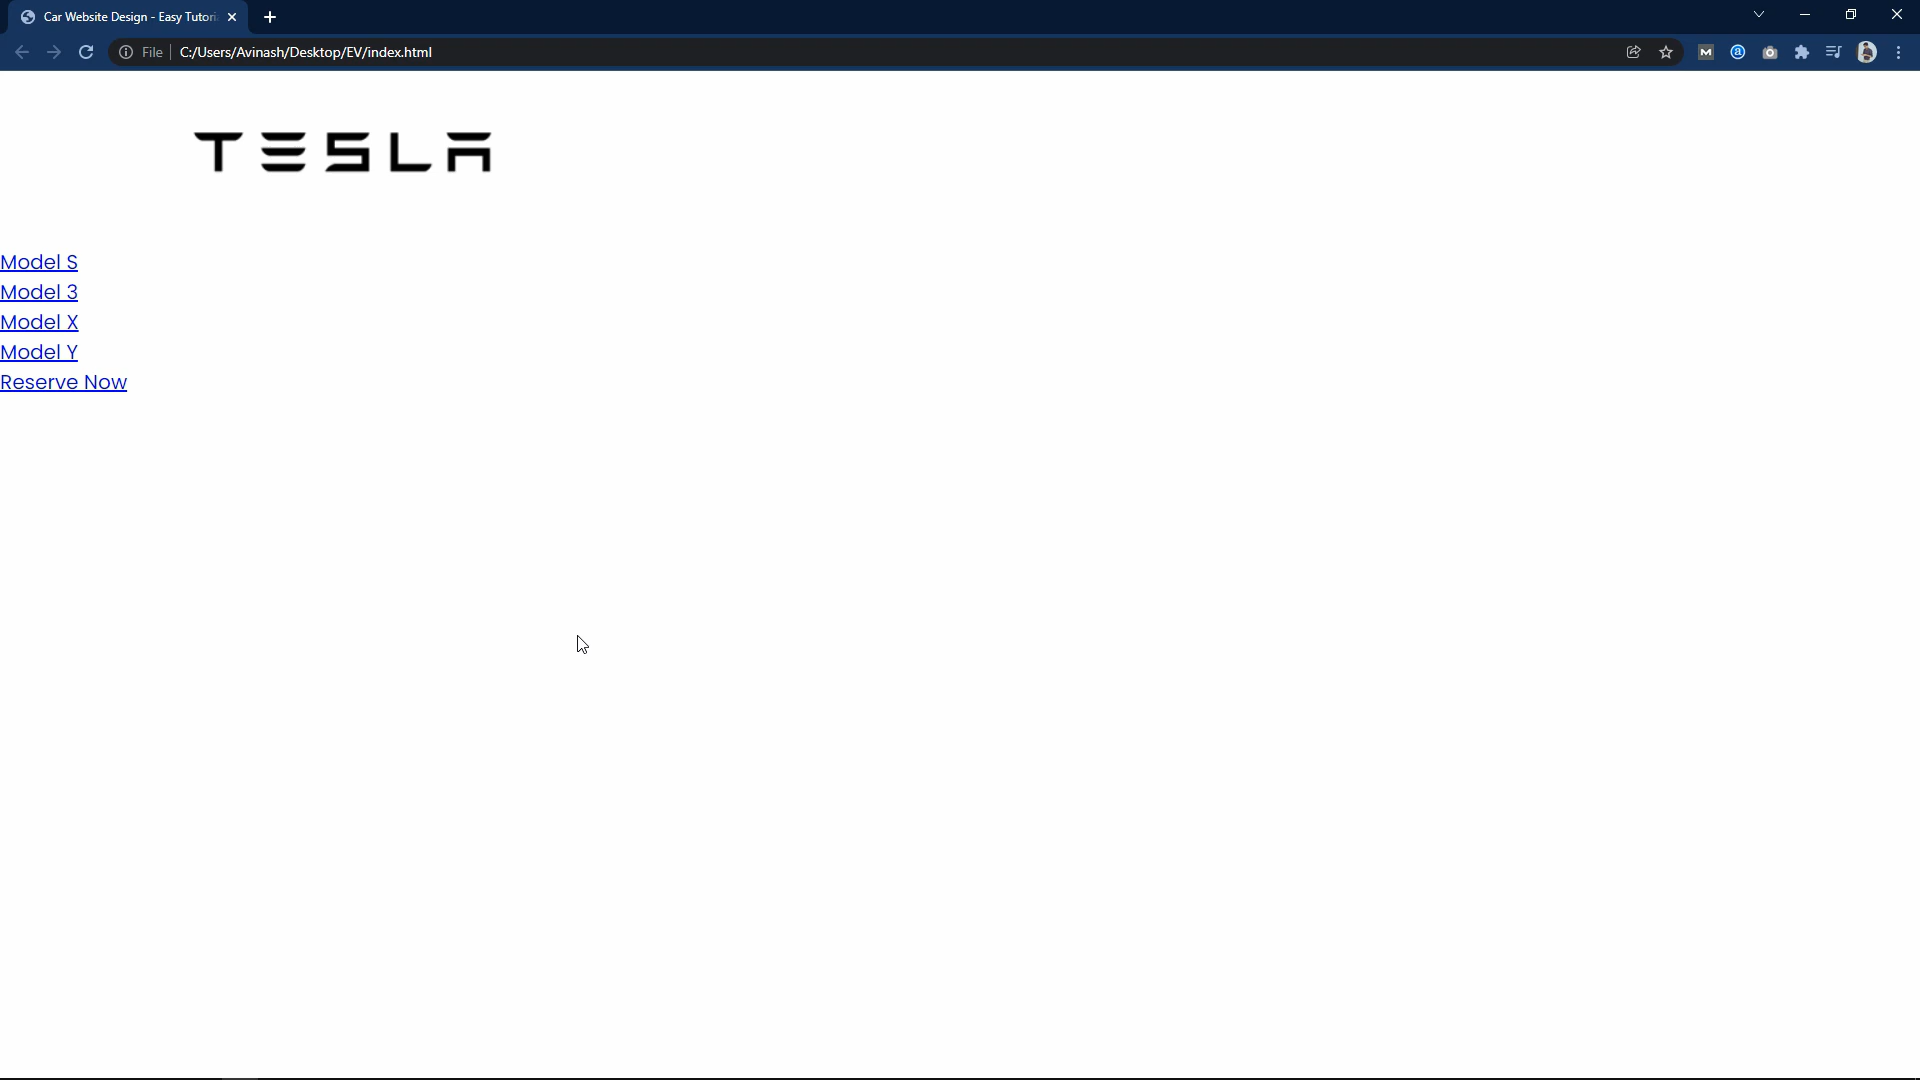 Car Website Design - Easy Tutori
File
C:/Users/Avinash/Desktop/EV/index.html
TESLA
Model S
Model 3
Model X
Model Y
Reserve Now